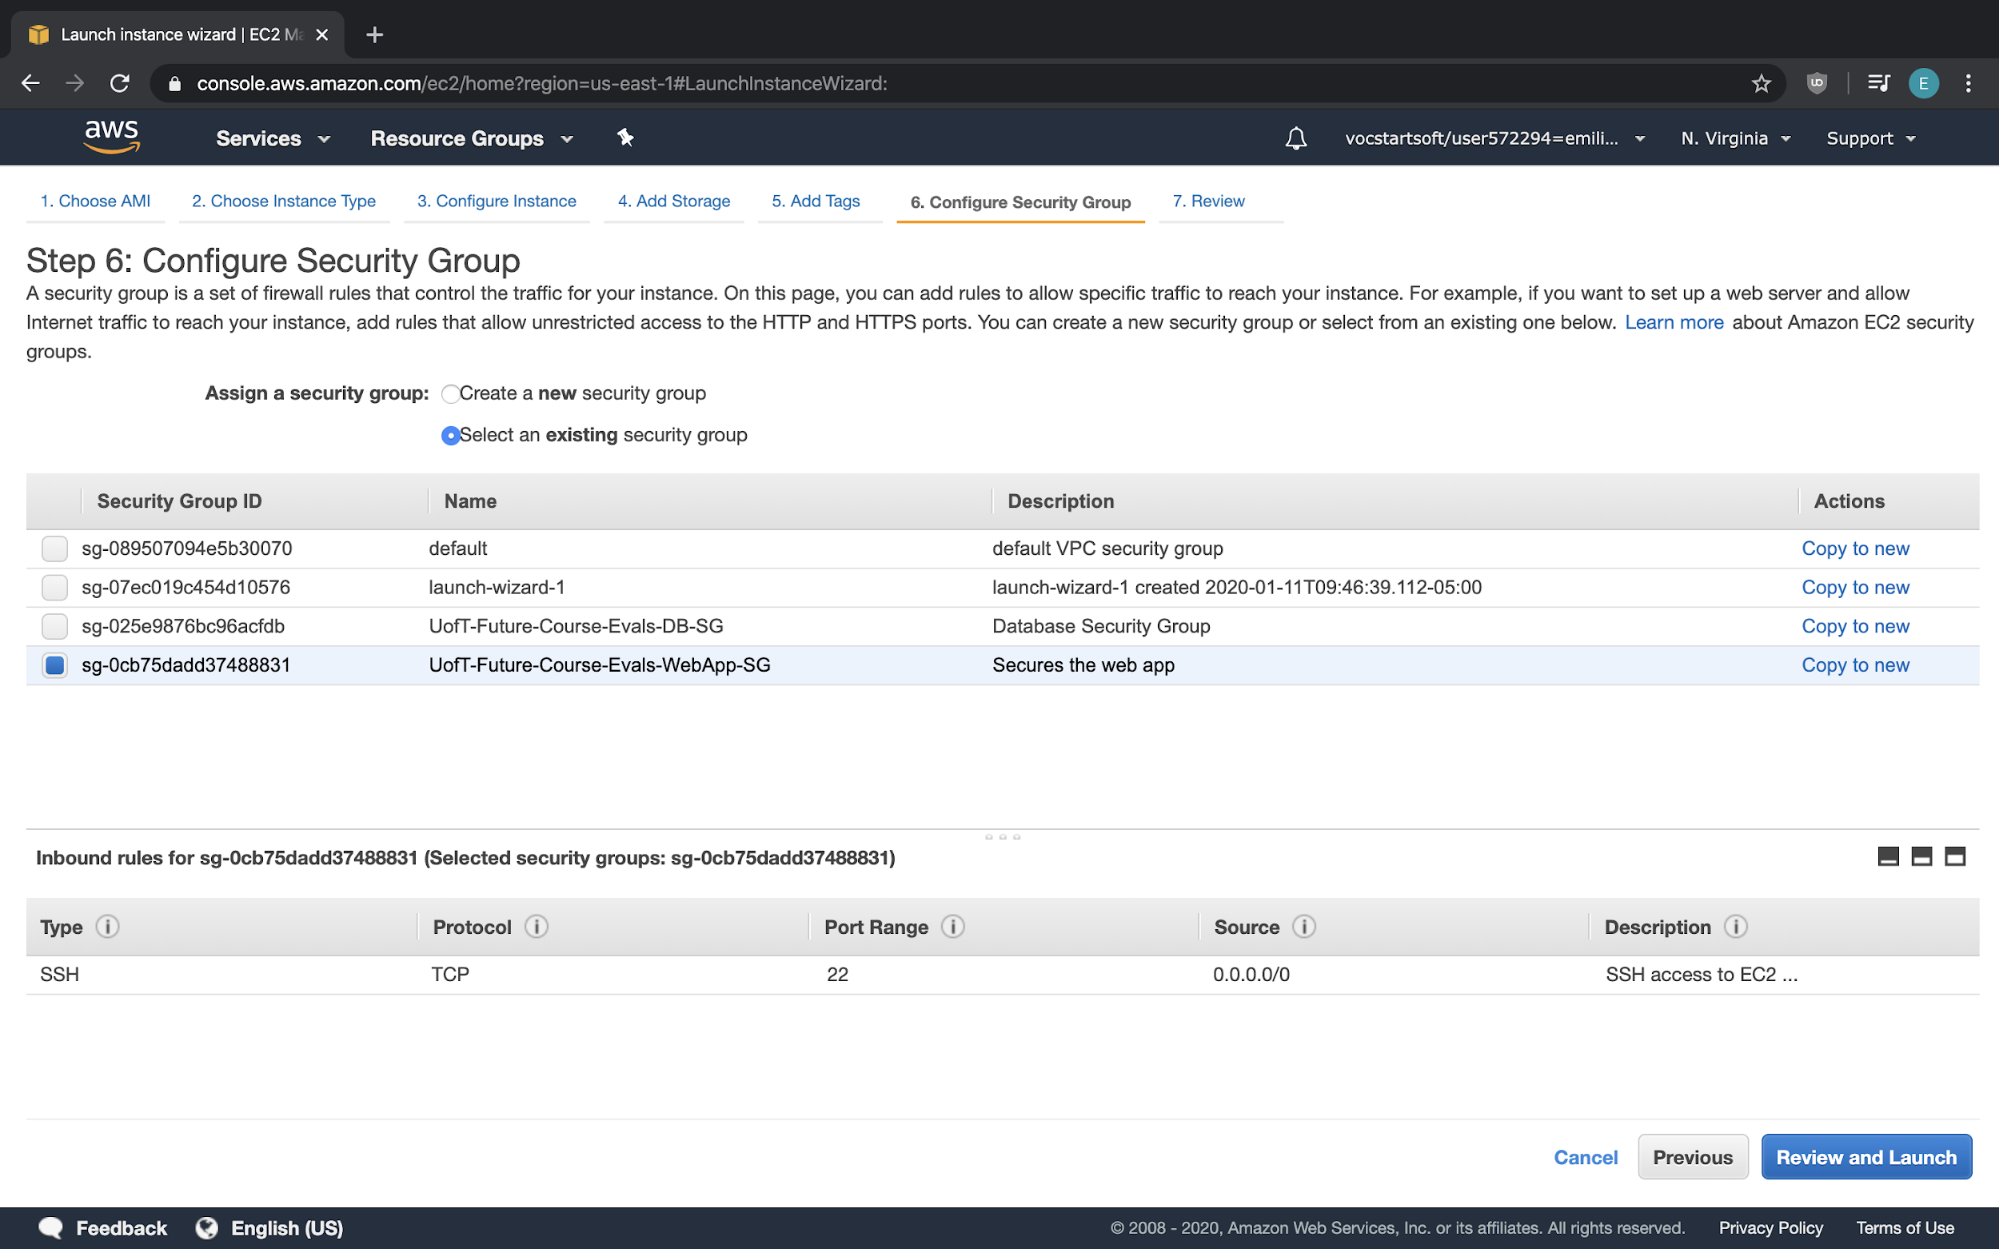 Launch instance wizard | EC2 Ma
console.aws.amazon.com/ec2/home?region=us-east-1#LaunchInstanceWizard:
E
aws
Services
Resource Groups
vocstartsoft/user572294=emili...
N. Virginia
Support
1. Choose AMI
2. Choose Instance Type
3. Configure Instance
4. Add Storage
5. Add Tags
6. Configure Security Group
7. Review
Step 6: Configure Security Group
A security group is a set of firewall rules that control the traffic for your instance. On this page, you can add rules to allow specific traffic to reach your instance. For example, if you want to set up a web server and allow
Internet traffic to reach your instance, add rules that allow unrestricted access to the HTTP and HTTPS ports. You can create a new security group or select from an existing one below. Learn more about Amazon EC2 security
groups.
Assign a security group:
Create a new security group
Select an existing security group
Security Group ID Name Description Actions
sg-089507094e5b30070 default default VPC security group Copy to new
sg-07ec019c454d10576 launch-wizard-1 launch-wizard-1 created 2020-01-11T09:46:39.112-05:00 Copy to new
sg-025e9876bc96acfdb UofT-Future-Course-Evals-DB-SG Database Security Group Copy to new
sg-0cb75dadd37488831 UofT-Future-Course-Evals-WebApp-SG Secures the web app Copy to new
Inbound rules for sg-0cb75dadd37488831 (Selected security groups: sg-0cb75dadd37488831)
Type Protocol Port Range Source Description
SSH TCP 22 0.0.0.0/0 SSH access to EC2 ...
Cancel
Previous
Review and Launch
Feedback
English (US)
© 2008 - 2020, Amazon Web Services, Inc. or its affiliates. All rights reserved.
Privacy Policy
Terms of Use